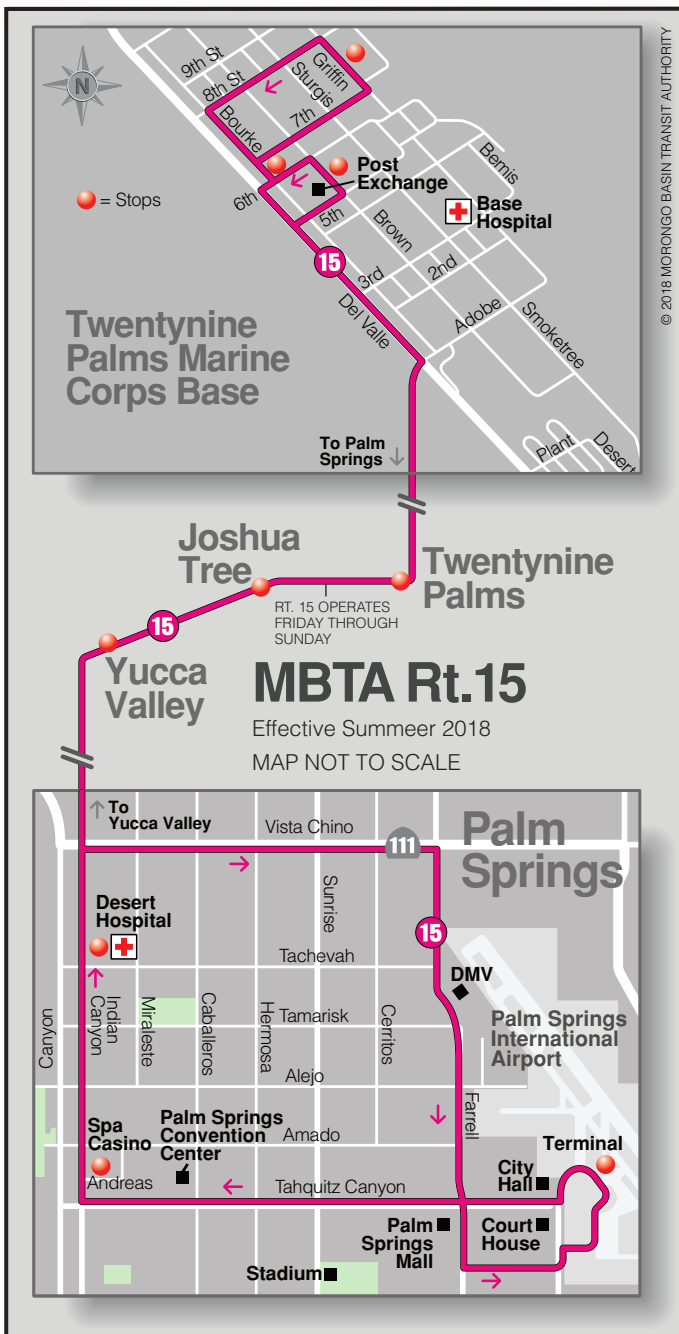 © 2018 MORONGO BASIN TRANSIT AUTHORITY
N
9th St
8th St
Griffin
Sturgis
7th
Bourke
= Stops
Post
Exchange
Bemis
6th
5th
Brown
Base
Hospital
15
3rd
2nd
Del Valle
Adobe
Smoketree
Twentynine
Palms Marine
Corps Base
To Palm
Springs
Plant
Desert
Joshua
Tree
Twentynine
Palms
RT. 15 OPERATES
FRIDAY THROUGH
SUNDAY
15
Yucca
Valley
MBTA Rt.15
Effective Summeer 2018
MAP NOT TO SCALE
To
Yucca Valley
Vista Chino
111
Palm
Springs
Desert
Hospital
Sunrise
15
Tachevah
DMV
Canyon
Indian
Canyon
Miraleste
Caballeros
Hermosa
Tamarisk
Cerritos
Palm Springs
International
Airport
Alejo
Farrell
Spa
Casino
Palm Springs
Convention
Center
Amado
Terminal
City
Hall
Andreas
Tahquitz Canyon
Palm
Springs
Mall
Court
House
Stadium